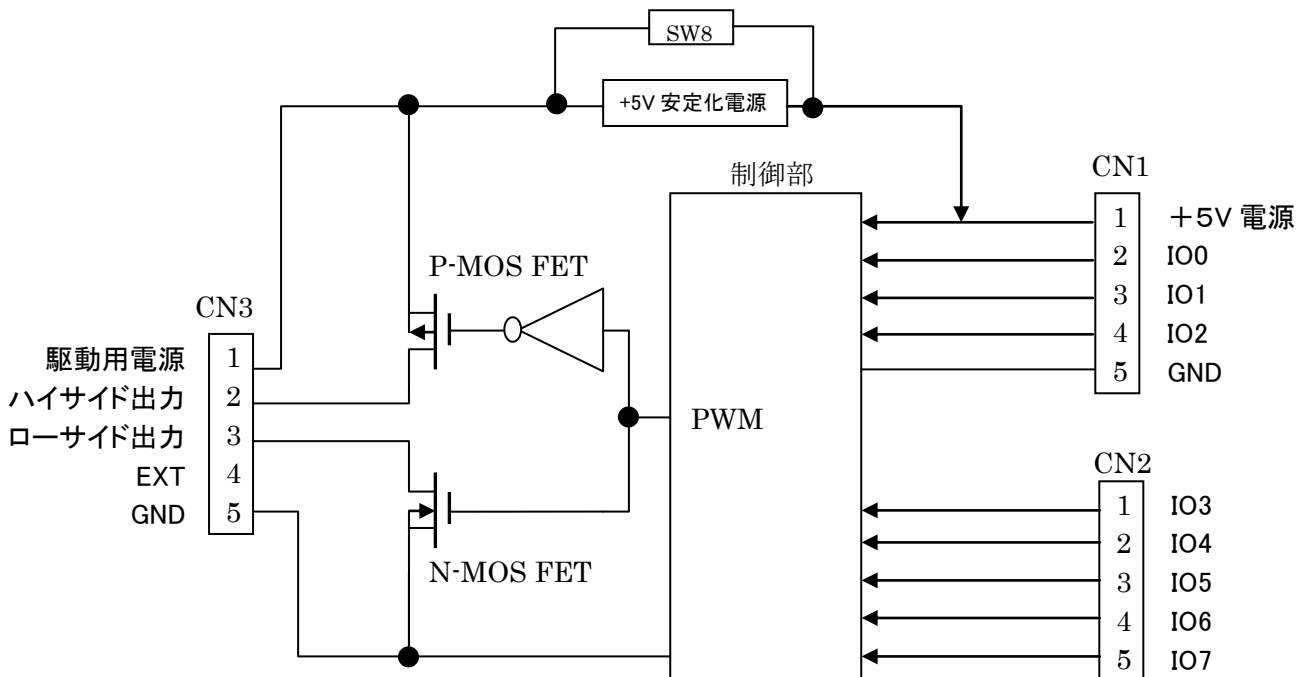 SW8
+5V 安定化電源
制御部
CN1
1 +5V 電源
2 IO0
3 IO1
4 IO2
5 GND
P-MOS FET
CN3
駆動用電源 1
ハイサイド出力 2
ローサイド出力 3
EXT 4
GND 5
PWM
N-MOS FET
CN2
1 IO3
2 IO4
3 IO5
4 IO6
5 IO7